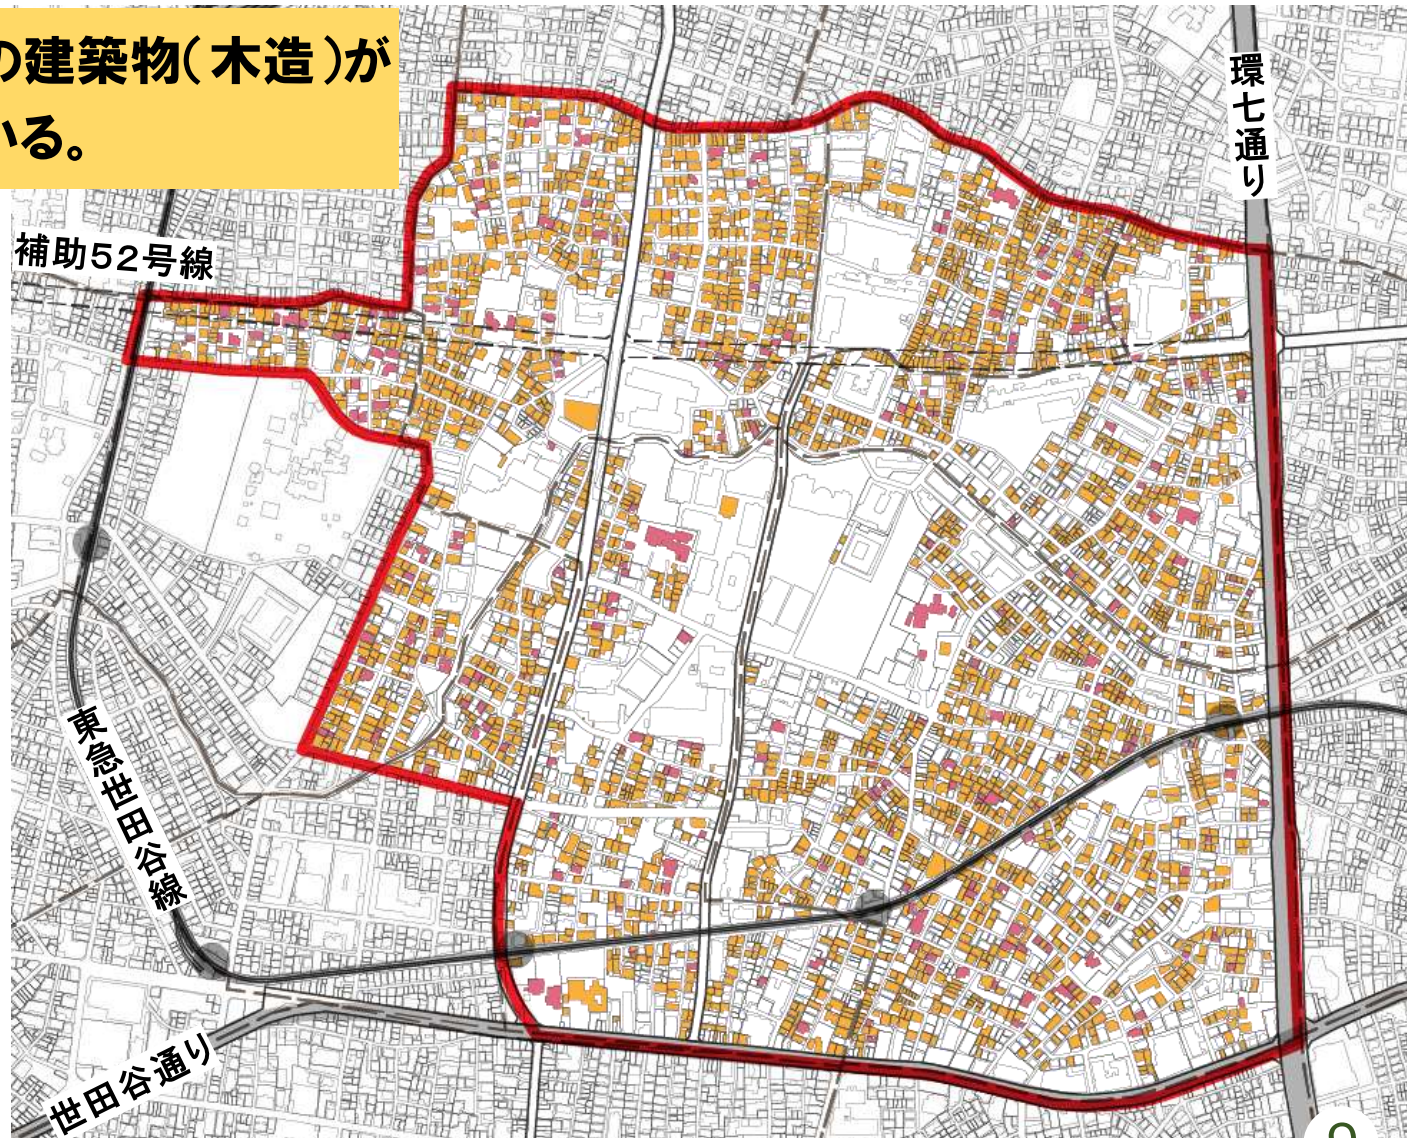 の建築物(木造)が
いる。
環七通り
補助52号線
東急世田谷線
世田谷通り